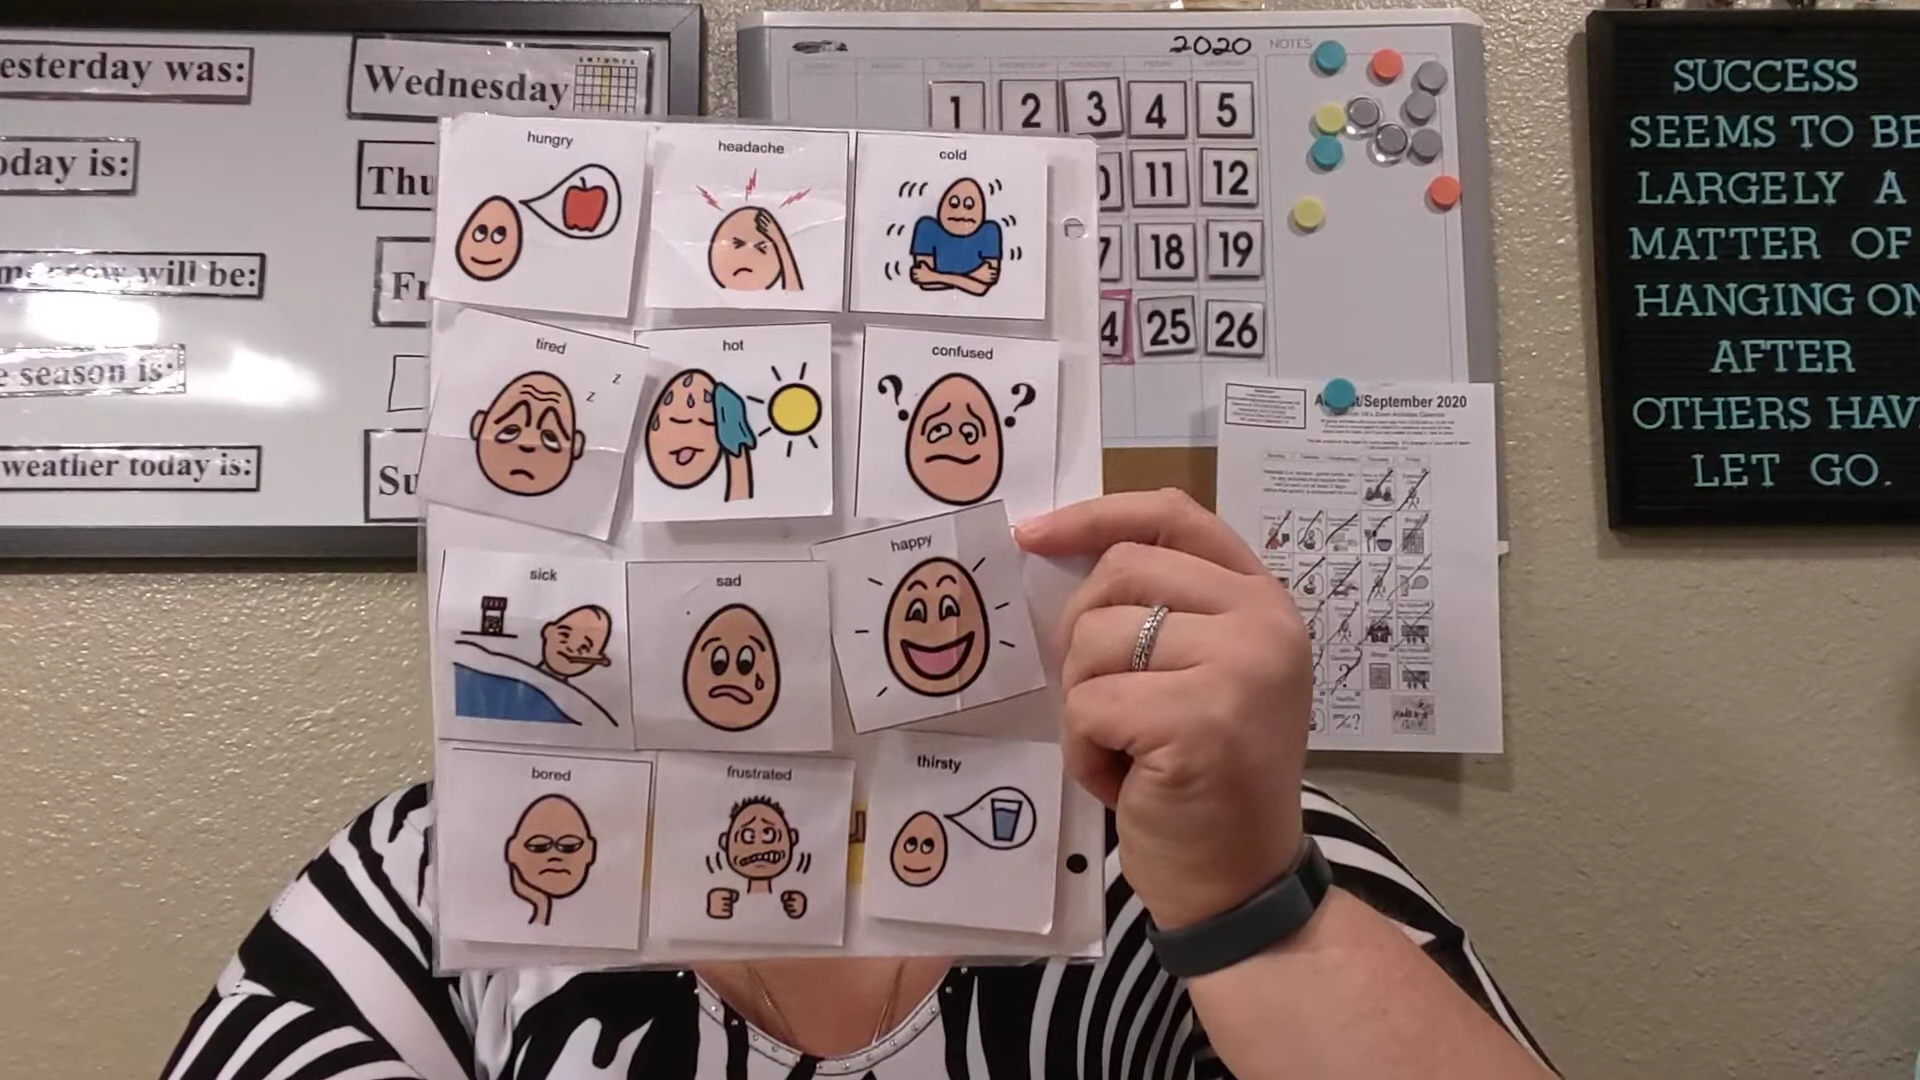 esterday was:
Wednesday
oday is:
Thu
will be:
Fr
season is:
weather today is:
Su
hungry
headache
cold
tired
z
z
hot
confused
? ?
sick
sad
happy
bored
frustrated
thirsty
2020
NOTES
1 2 3 4 5
11 12
18 19
4 25 26
/September 2020
SUCCESS
SEEMS TO BE
LARGELY A
MATTER OF
HANGING ON
AFTER
OTHERS HAV
LET GO.